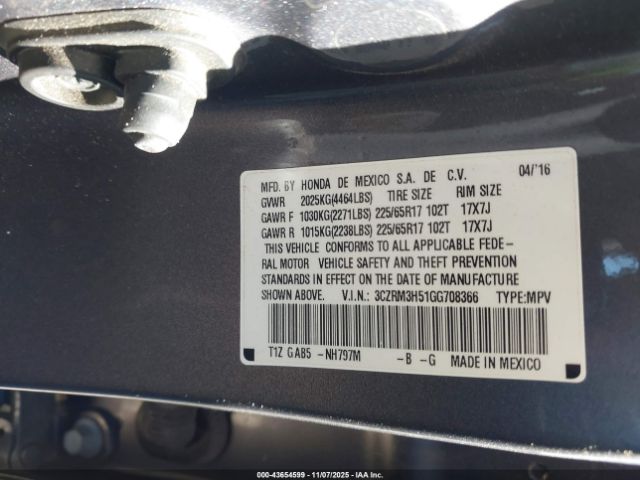 MFD. BY HONDA DE MEXICO S.A. DE C.V. 04/'16
GVWR 2025KG(4464LBS) TIRE SIZE RIM SIZE
GAWR F 1030KG(2271LBS) 225/65R17 102T 17X7J
GAWR R 1015KG(2238LBS) 225/65R17 102T 17X7J
THIS VEHICLE CONFORMS TO ALL APPLICABLE FEDE-
RAL MOTOR VEHICLE SAFETY AND THEFT PREVENTION
STANDARDS IN EFFECT ON THE DATE OF MANUFACTURE
SHOWN ABOVE. V.I.N.: 3CZRM3H51GG708366 TYPE:MPV
T1Z GAB5 -NH797M -B -G MADE IN MEXICO
000-43654599 - 11/07/2025 - IAA Inc.